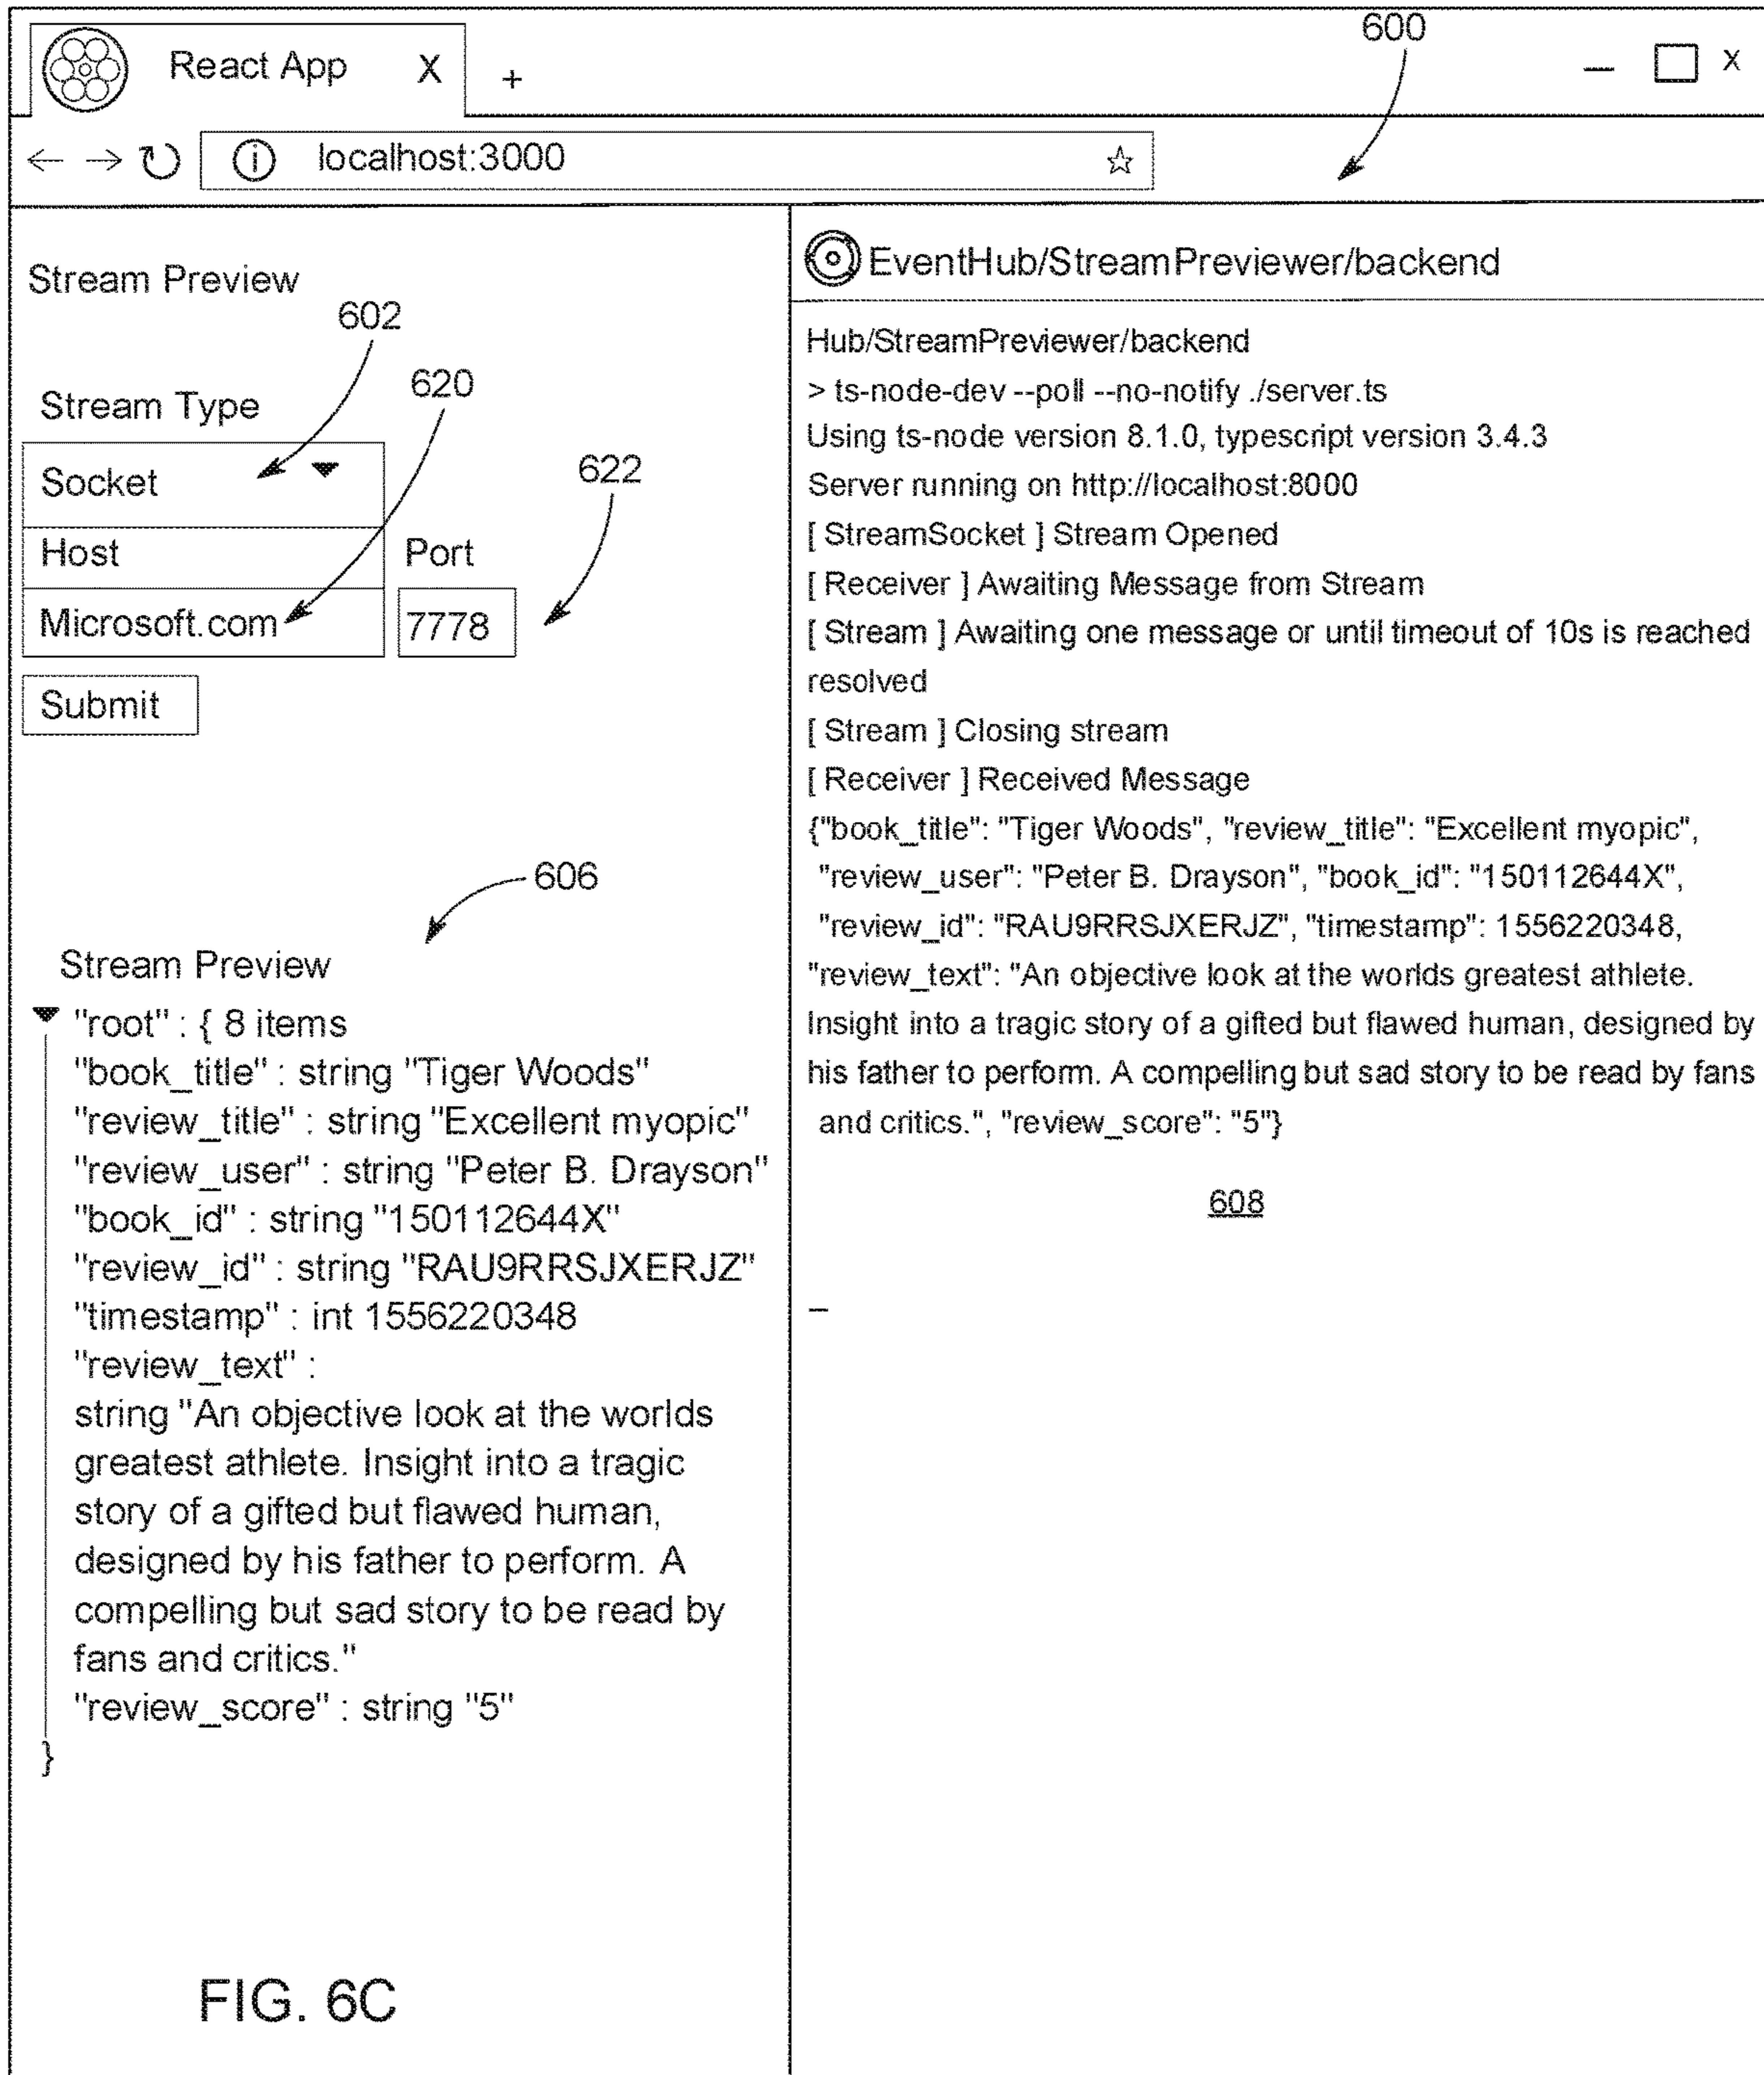 600
React App X +
localhost:3000
Stream Preview
602
620
Stream Type
Socket
622
Host
Port
Microsoft.com
7778
Submit
606
Stream Preview
"root" : { 8 items
"book_title" : string "Tiger Woods"
"review_title" : string "Excellent myopic"
"review_user" : string "Peter B. Drayson"
"book_id" : string "150112644X"
"review_id" : string "RAU9RRSJXERJZ"
"timestamp" : int 1556220348
"review_text" :
string "An objective look at the worlds
greatest athlete. Insight into a tragic
story of a gifted but flawed human,
designed by his father to perform. A
compelling but sad story to be read by
fans and critics."
"review_score" : string "5"
}
EventHub/StreamPreviewer/backend
Hub/StreamPreviewer/backend
> ts-node-dev --poll --no-notify ./server.ts
Using ts-node version 8.1.0, typescript version 3.4.3
Server running on http://localhost:8000
[ StreamSocket ] Stream Opened
[ Receiver ] Awaiting Message from Stream
[ Stream ] Awaiting one message or until timeout of 10s is reached
resolved
[ Stream ] Closing stream
[ Receiver ] Received Message
{"book_title": "Tiger Woods", "review_title": "Excellent myopic",
"review_user": "Peter B. Drayson", "book_id": "150112644X",
"review_id": "RAU9RRSJXERJZ", "timestamp": 1556220348,
"review_text": "An objective look at the worlds greatest athlete.
Insight into a tragic story of a gifted but flawed human, designed by
his father to perform. A compelling but sad story to be read by fans
and critics.", "review_score": "5"}
608
_
FIG. 6C